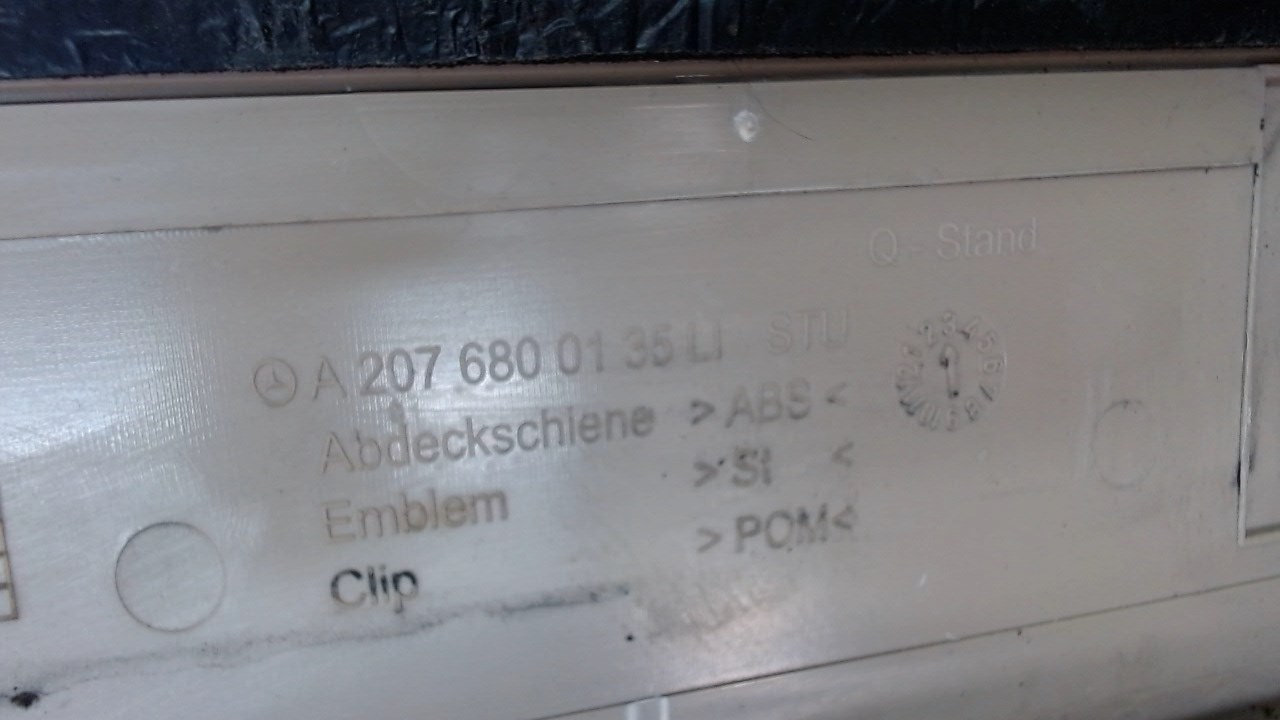 Q - Stand
A 207 680 01 35 LI STU
Abdeckschiene >ABS<
Emblem >SI <
Clip >POM<